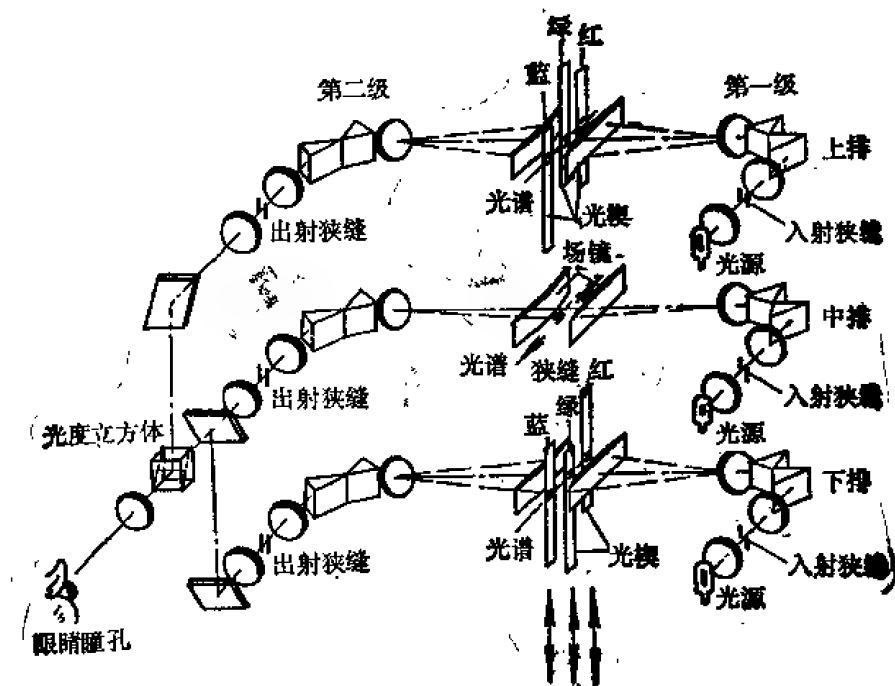 绿
红
蓝
第二级
第一级
上排
光谱
光楔
出射狭缝
入射狭缝
光源
场镜
中排
光谱
狭缝
红
出射狭缝
绿
入射狭缝
蓝
光源
光度立方体
下排
光谱
光楔
出射狭缝
入射狭缝
光源
眼睛瞳孔